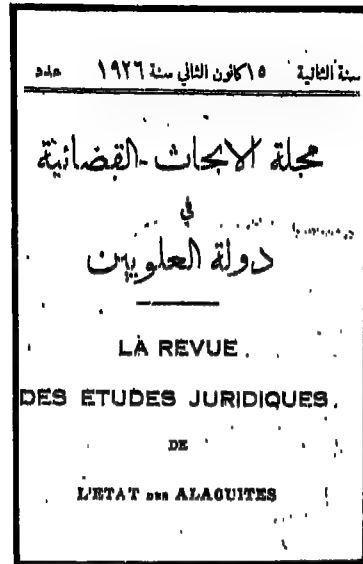 سنة الثانية ١٥ كانون الثاني سنة ١٩٢٦ عدد
مجلة الابحاث القضائية
في
دولة العلويين
LA REVUE
DES ETUDES JURIDIQUES
DE
L'ETAT DES ALAOUITES